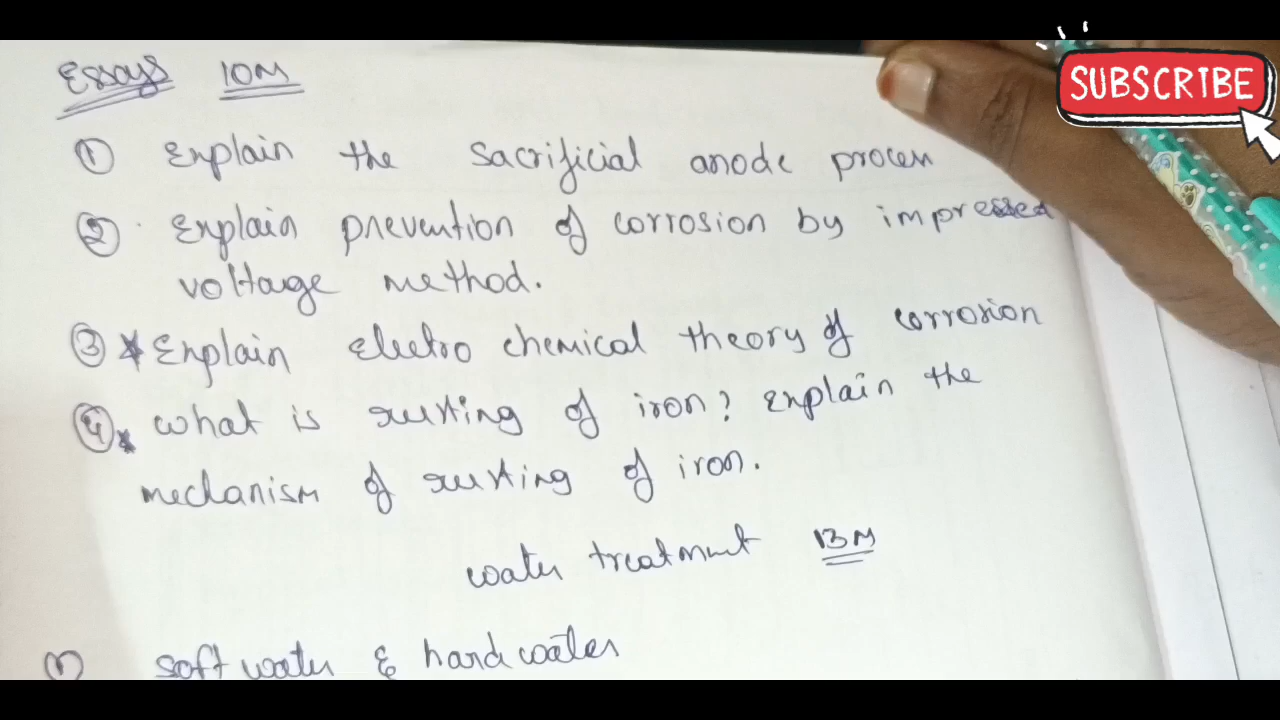 Essays 10M
SUBSCRIBE
① Explain the sacrificial anode process
② Explain prevention of corrosion by impressed
voltage method.
③ * Explain Electro chemical theory of corrosion
④ * What is rusting of iron? Explain the
mechanism of rusting of iron.
water treatment 13M
① soft water & hard water